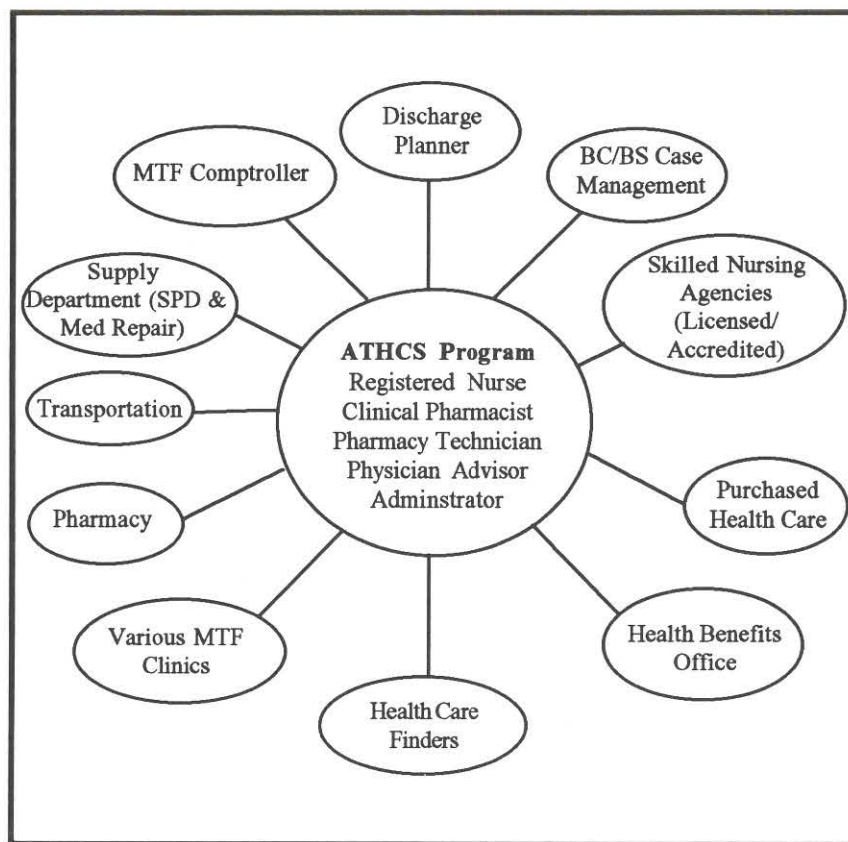 Discharge
Planner
MTF Comptroller
BC/BS Case
Management
Supply
Department (SPD &
Med Repair)
Skilled Nursing
Agencies
(Licensed/
Accredited)
ATHCS Program
Registered Nurse
Clinical Pharmacist
Pharmacy Technician
Physician Advisor
Adminstrator
Transportation
Pharmacy
Purchased
Health Care
Various MTF
Clinics
Health Benefits
Office
Health Care
Finders